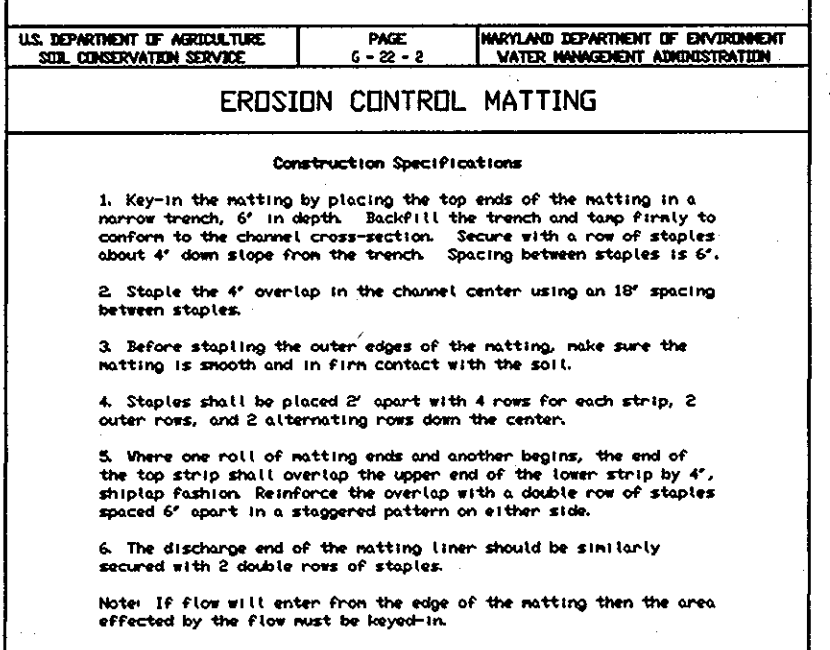 U.S. DEPARTMENT OF AGRICULTURE
SOIL CONSERVATION SERVICE
PAGE
G - 22 - 2
MARYLAND DEPARTMENT OF ENVIRONMENT
WATER MANAGEMENT ADMINISTRATION
EROSION CONTROL MATTING
Construction Specifications
1. Key-in the matting by placing the top ends of the matting in a
narrow trench, 6" in depth. Backfill the trench and tamp firmly to
conform to the channel cross-section. Secure with a row of staples
about 4" down slope from the trench. Spacing between staples is 6".
2. Staple the 4" overlap in the channel center using an 18" spacing
between staples.
3. Before stapling the outer edges of the matting, make sure the
matting is smooth and in firm contact with the soil.
4. Staples shall be placed 2' apart with 4 rows for each strip, 2
outer rows, and 2 alternating rows down the center.
5. Where one roll of matting ends and another begins, the end of
the top strip shall overlap the upper end of the lower strip by 4",
shiplap fashion. Reinforce the overlap with a double row of staples
spaced 6" apart in a staggered pattern on either side.
6. The discharge end of the matting liner should be similarly
secured with 2 double rows of staples.
Note: If flow will enter from the edge of the matting then the area
effected by the flow must be keyed-in.